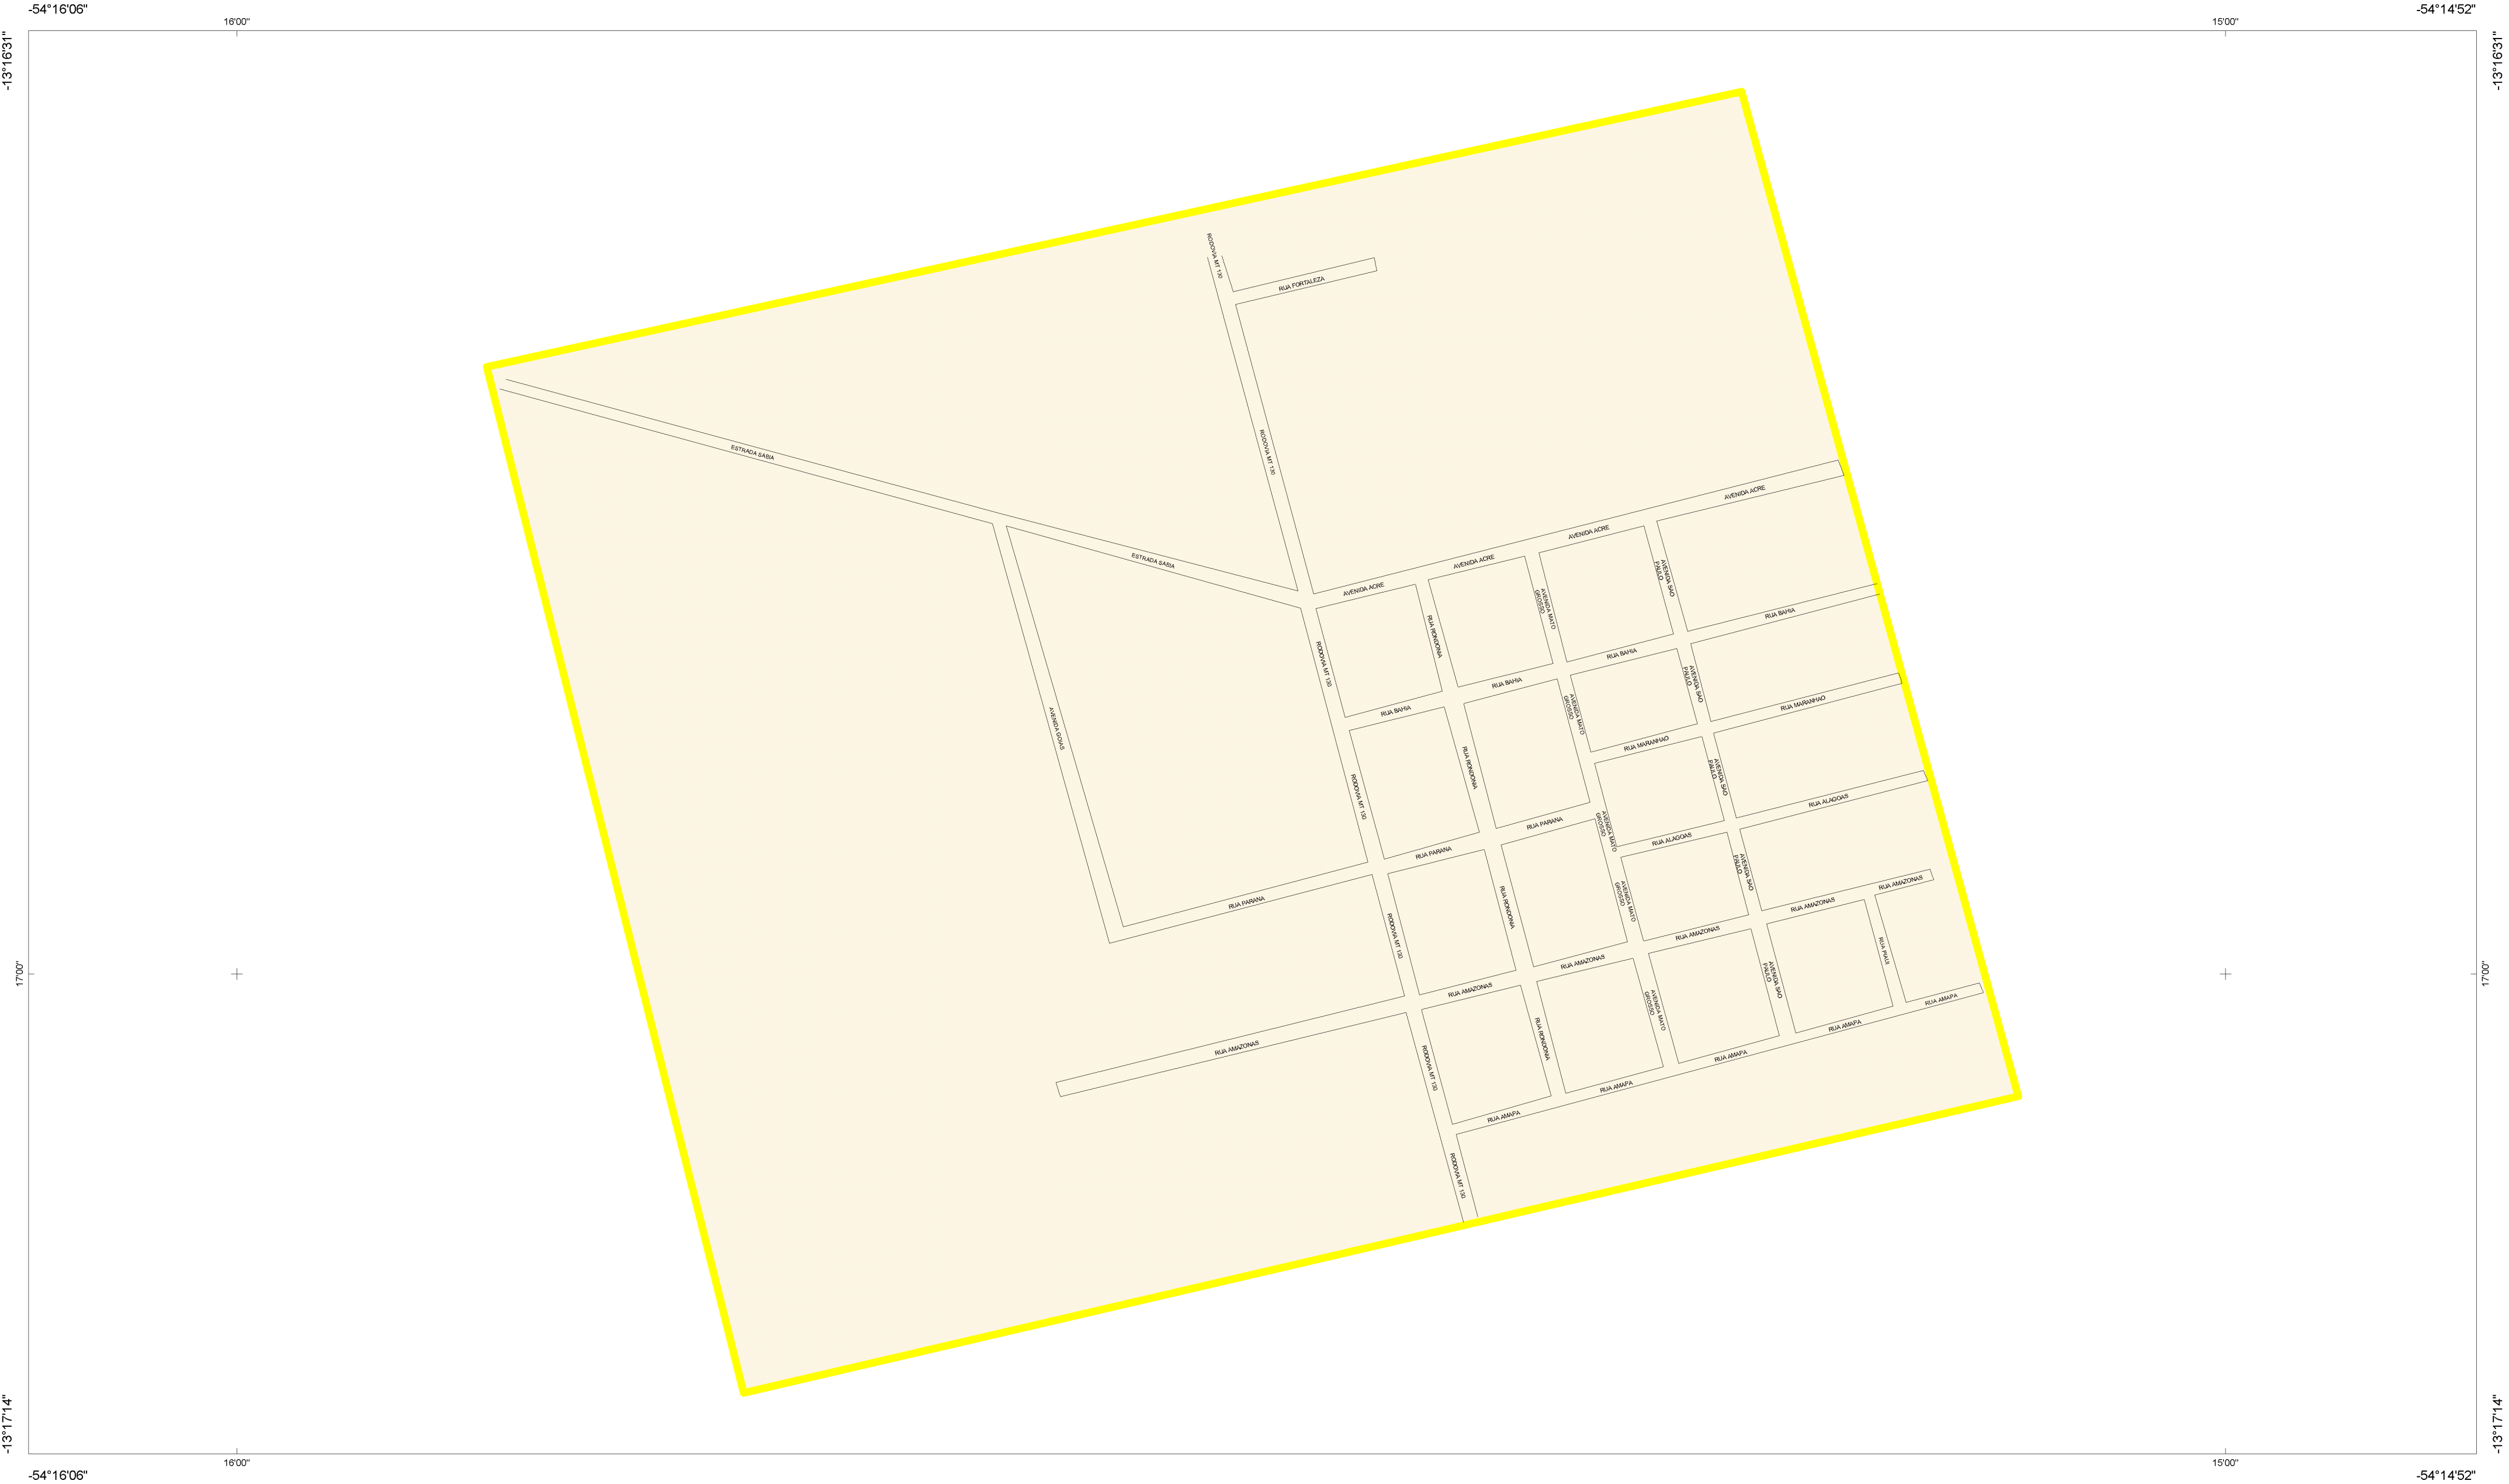 -54°16'06"
-54°14'52"
16'00"
15'00"
-13°16'31"
-13°16'31"
RODOVIA MT 130
RUA FORTALEZA
ESTRADA SABIA
RODOVIA MT 130
AVENIDA ACRE
AVENIDA ACRE
AVENIDA ACRE
AVENIDA ACRE
ESTRADA SABIA
AVENIDA SAO
PAULO
AVENIDA MATO
GROSSO
RUA RONDONIA
RUA BAHIA
RUA BAHIA
RUA BAHIA
RUA BAHIA
RODOVIA MT 130
AVENIDA SAO
PAULO
AVENIDA MATO
GROSSO
RUA MARANHAO
RUA MARANHAO
AVENIDA GOIAS
RUA RONDONIA
RODOVIA MT 130
AVENIDA SAO
PAULO
RUA ALAGOAS
RUA ALAGOAS
AVENIDA MATO
GROSSO
RUA PARANA
RUA PARANA
RUA PARANA
AVENIDA SAO
PAULO
AVENIDA MATO
GROSSO
RUA RONDONIA
RUA AMAZONAS
RUA AMAZONAS
RUA AMAZONAS
RUA AMAZONAS
RUA AMAZONAS
RUA AMAZONAS
RODOVIA MT 130
RUA PIAUI
AVENIDA SAO
PAULO
AVENIDA MATO
GROSSO
RUA RONDONIA
RODOVIA MT 130
RUA AMAPA
RUA AMAPA
RUA AMAPA
RUA AMAPA
RUA AMAPA
RODOVIA MT 130
17'00"
17'00"
-13°17'14"
-13°17'14"
16'00"
15'00"
-54°16'06"
-54°14'52"